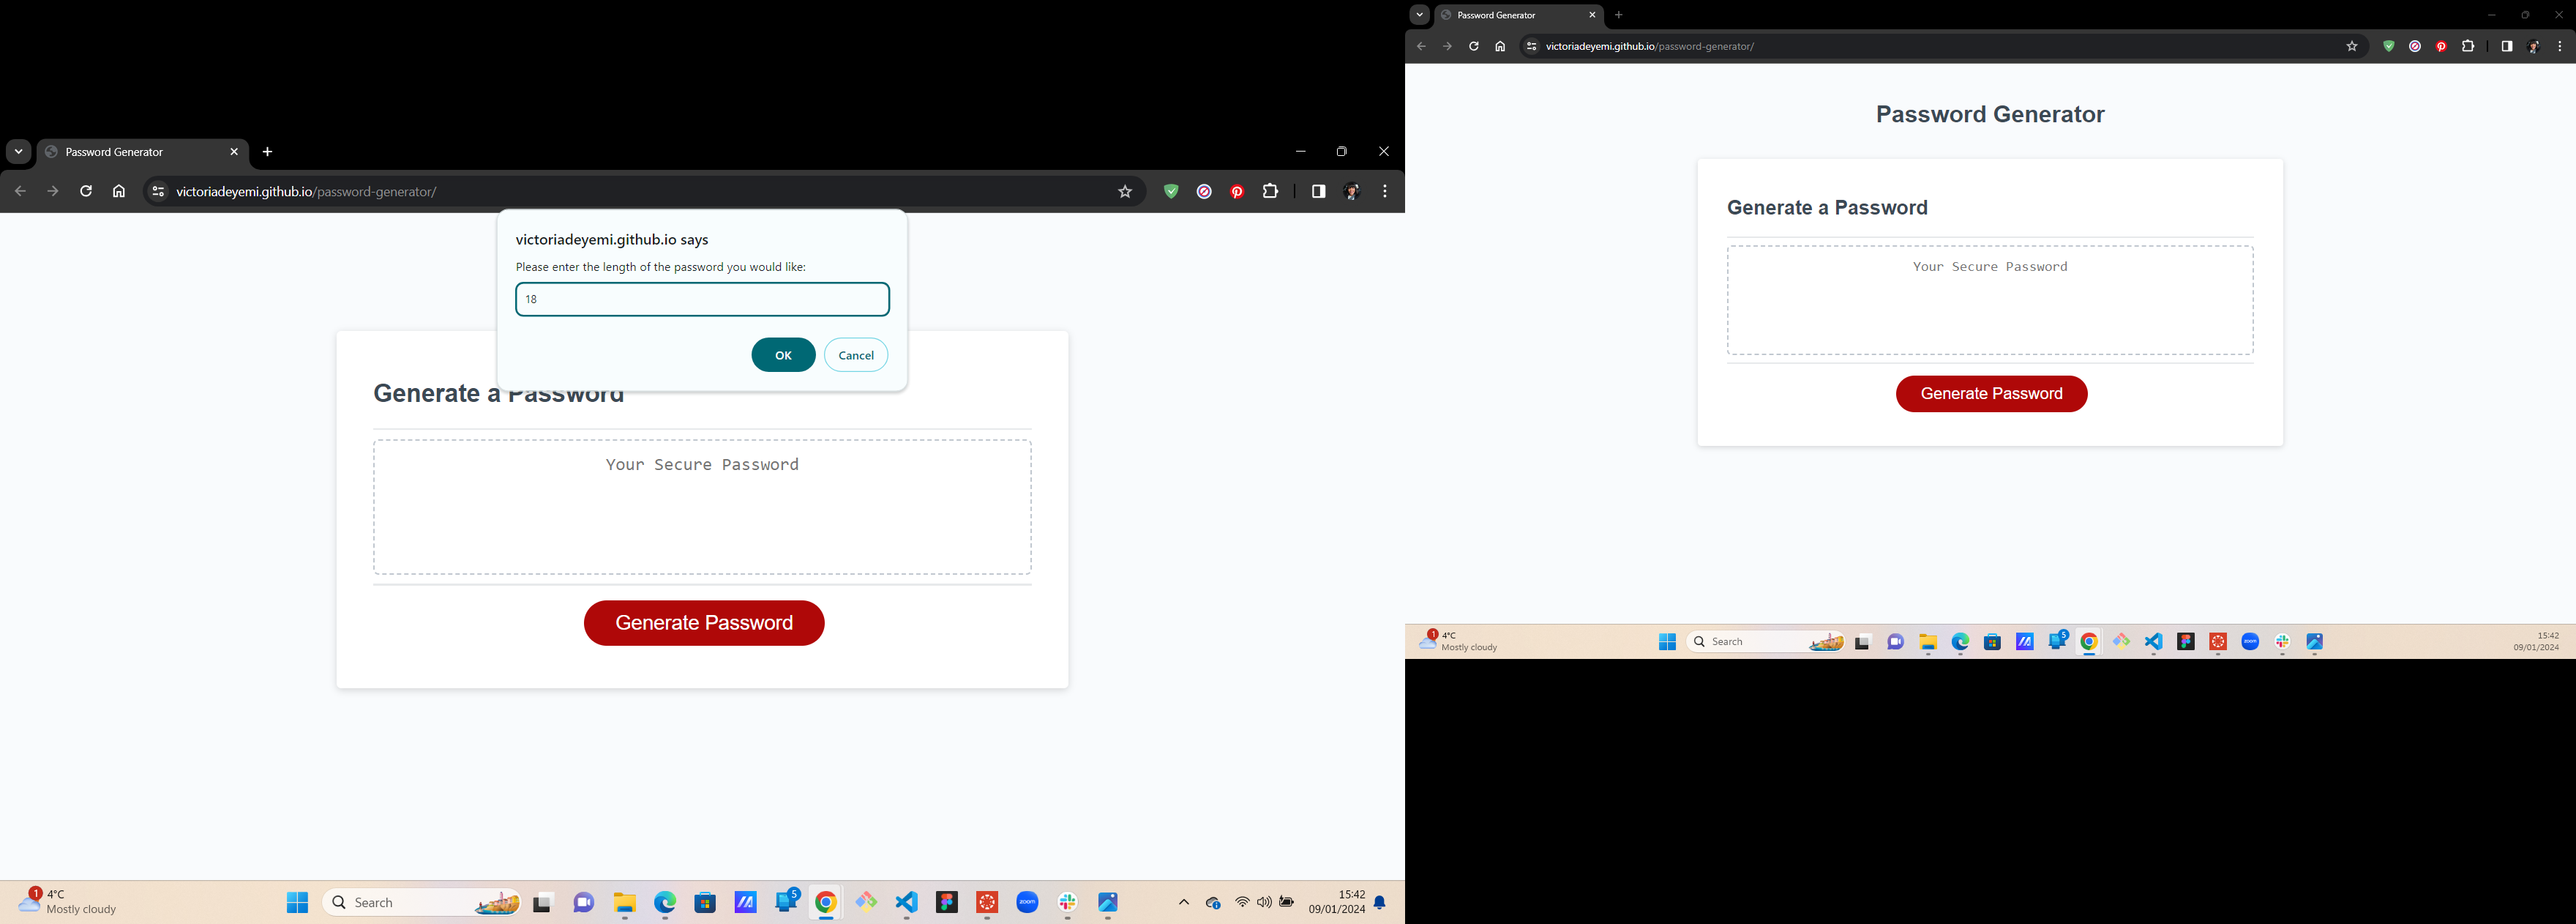 Password Generator
victoriadeyemi.github.io/password-generator/
victoriadeyemi.github.io says
Please enter the length of the password you would like:
18
OK
Cancel
Generate a Password
Your Secure Password
Generate Password
1
4°C
Mostly cloudy
Search
5
zoom
15:42
09/01/2024
Password Generator
victoriadeyemi.github.io/password-generator/
Password Generator
Generate a Password
Your Secure Password
Generate Password
1
4°C
Mostly cloudy
Search
5
zoom
15:42
09/01/2024